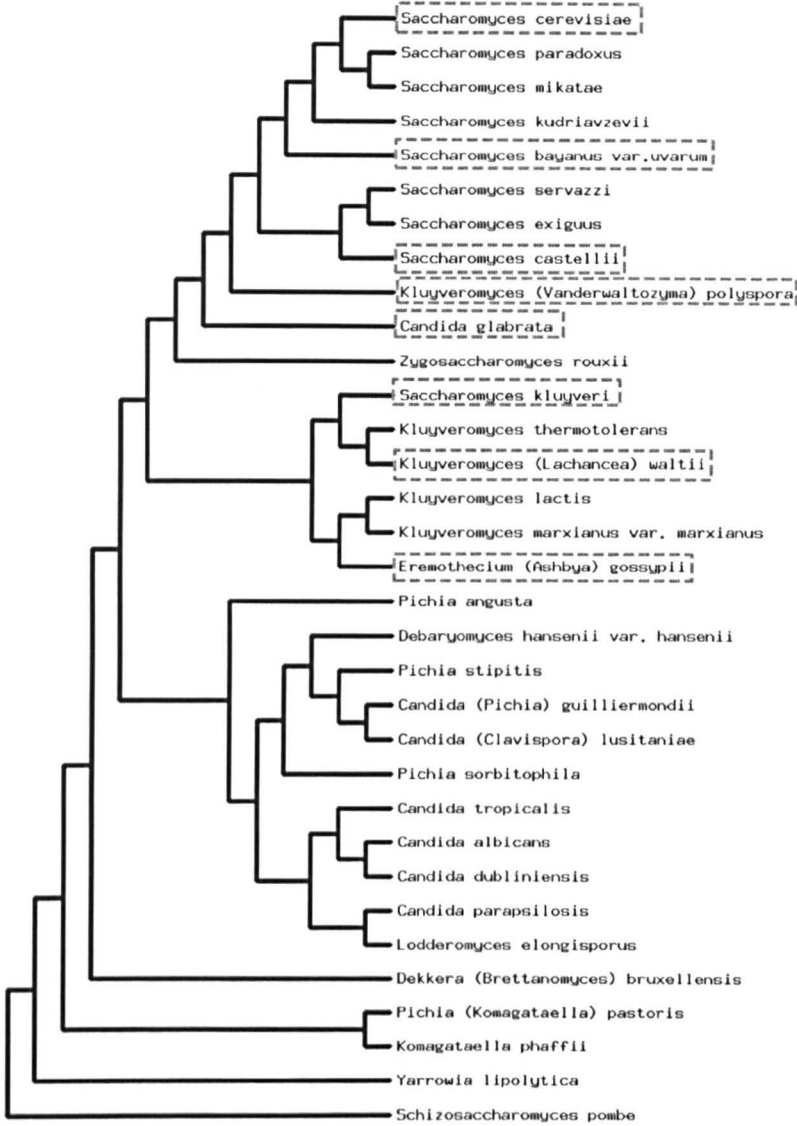 Saccharomyces cerevisiae
Saccharomyces paradoxus
Saccharomyces mikatae
Saccharomyces kudriavzevii
Saccharomyces bayanus var.uvarum
Saccharomyces servazzi
Saccharomyces exiguus
Saccharomyces castellii
Kluyveromyces (Vanderwaltozyma) polyspora
Candida glabrata
Zygosaccharomyces rouxii
Saccharomyces kluyveri
Kluyveromyces thermotolerans
Kluyveromyces (Lachancea) waltii
Kluyveromyces lactis
Kluyveromyces marxianus var. marxianus
Eremothecium (Ashbya) gossypii
Pichia angusta
Debaryomyces hansenii var. hansenii
Pichia stipitis
Candida (Pichia) guilliermondii
Candida (Clavispora) lusitaniae
Pichia sorbitophila
Candida tropicalis
Candida albicans
Candida dubliniensis
Candida parapsilosis
Lodderomyces elongisporus
Dekkera (Brettanomyces) bruxellensis
Pichia (Komagataella) pastoris
Komagataella phaffii
Yarrowia lipolytica
Schizosaccharomyces pombe